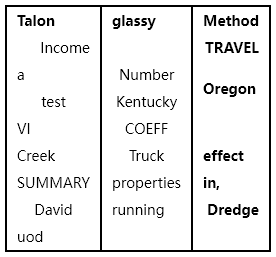 Talon glassy Method
Income TRAVEL
a Number
Oregon
test Kentucky
VI COEFF
Creek Truck effect
SUMMARY properties in,
David running Dredge
uod